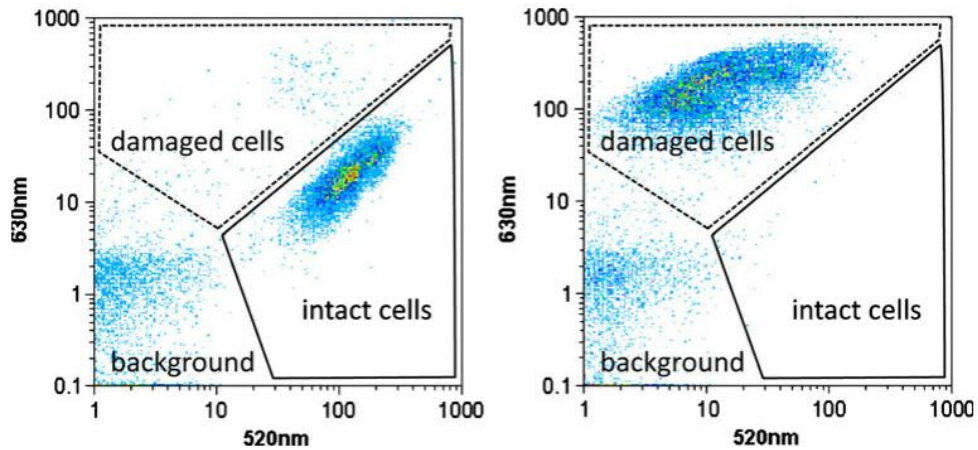 1000
100
10
1
0.1
630nm
damaged cells
intact cells
background
1 10 100 1000
520nm
1000
100
10
1
0.1
630nm
damaged cells
intact cells
background
1 10 100 1000
520nm